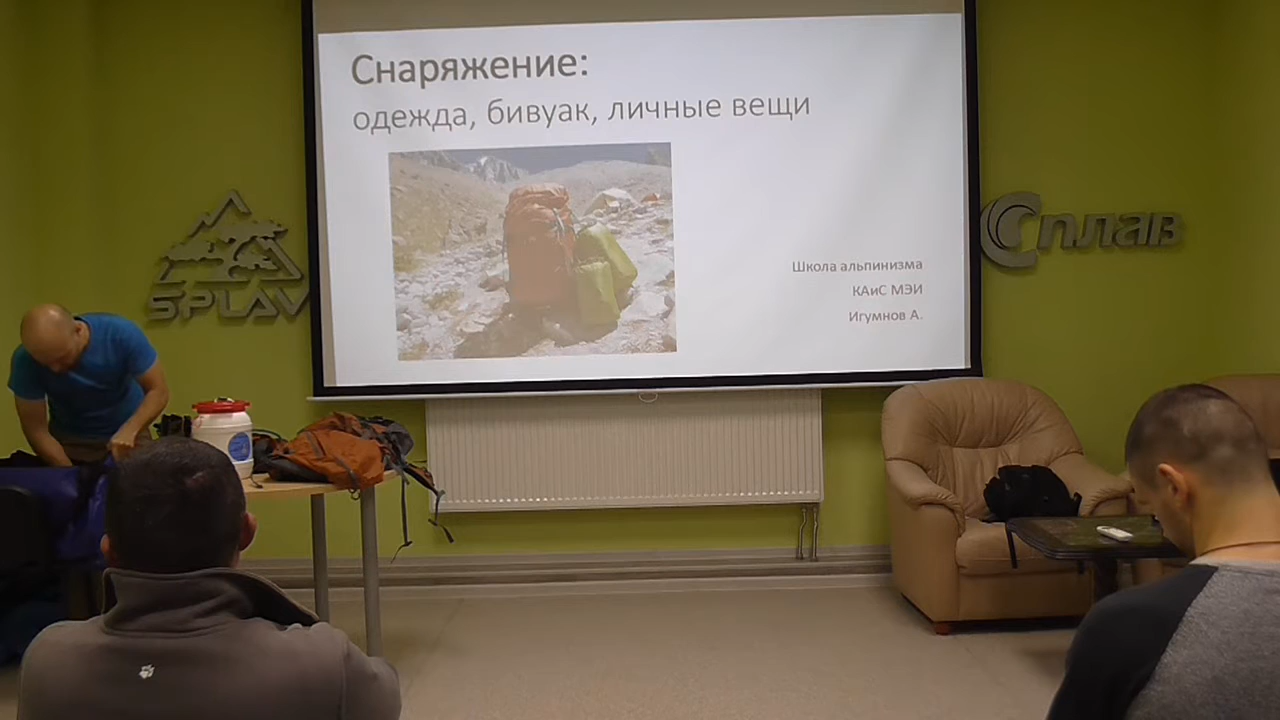 Снаряжение:
одежда, бивуак, личные вещи
Школа альпинизма
КАиС МЭИ
Игумнов А.
SPLAV
Сплав